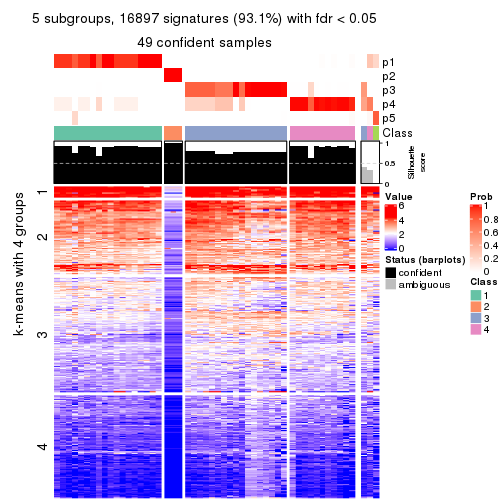 5 subgroups, 16897 signatures (93.1%) with fdr < 0.05
49 confident samples
p1
p2
p3
p4
p5
Class
1
0.5
0
Silhouette
score
k-means with 4 groups
1
2
3
4
Value
6
4
2
0
Status (barplots)
confident
ambiguous
Prob
1
0.8
0.6
0.4
0.2
0
Class
1
2
3
4